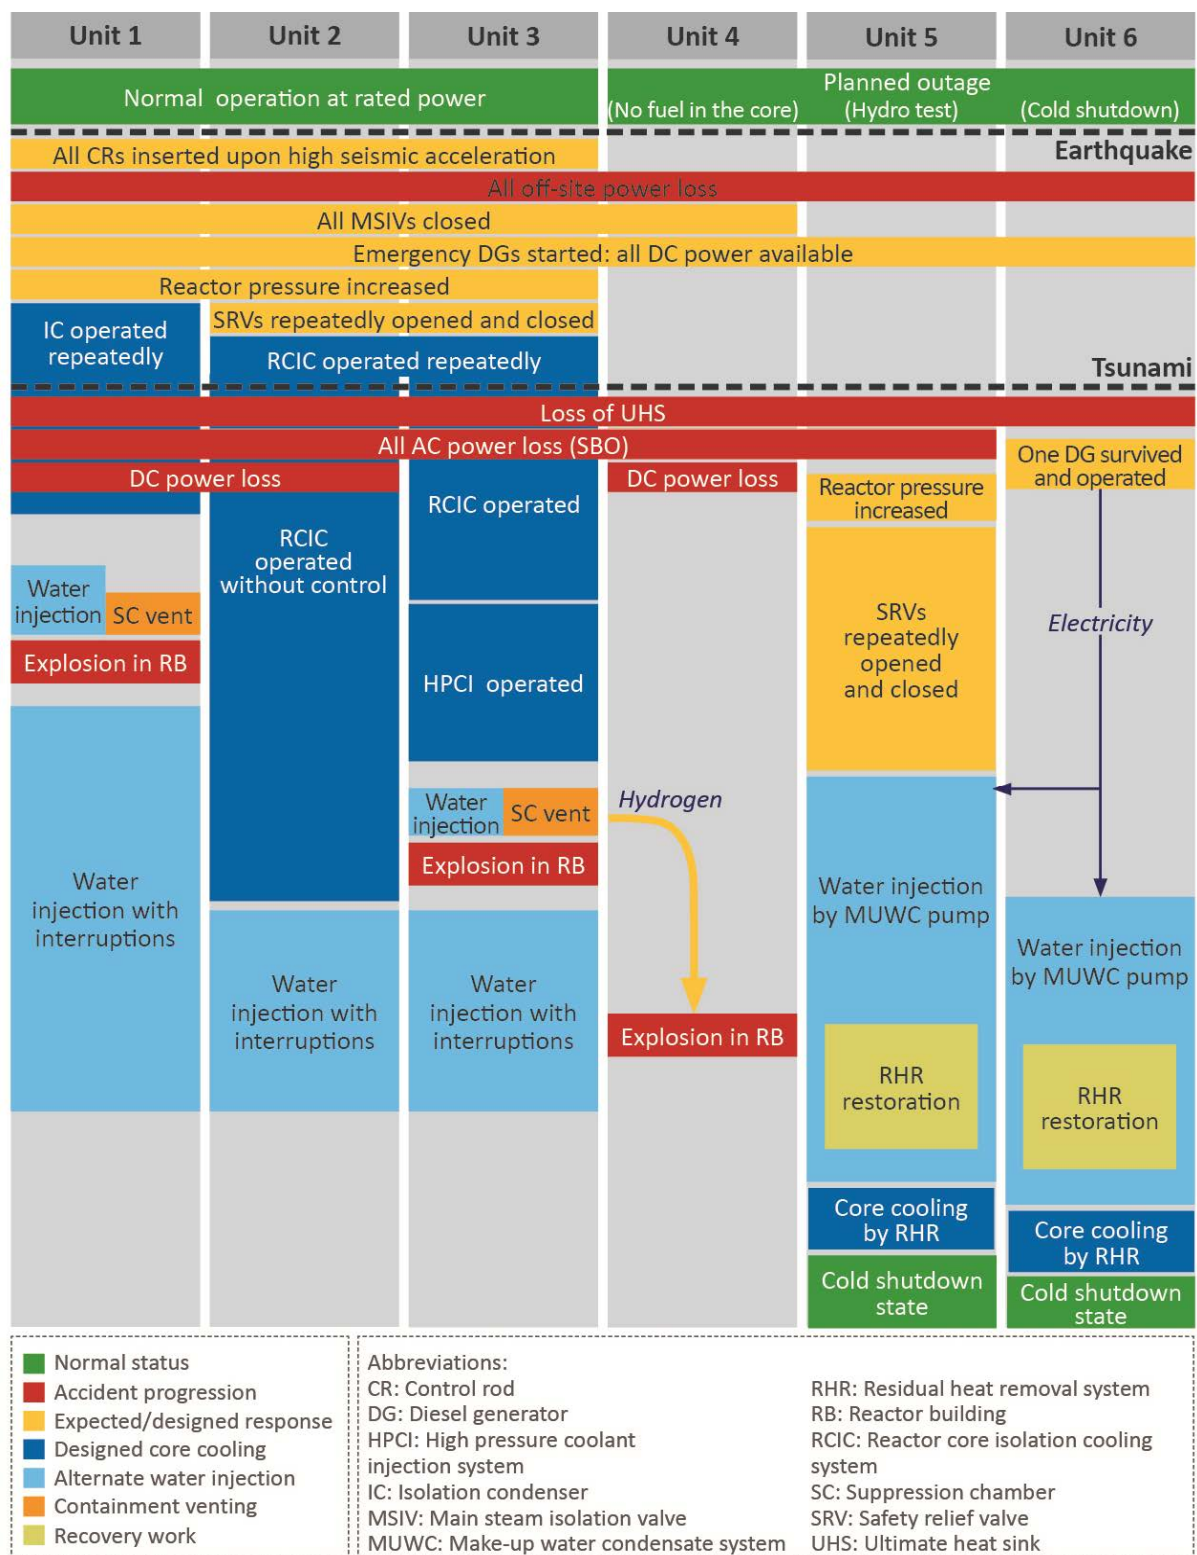 Unit 1
Unit 2
Unit 3
Unit 4
Unit 5
Unit 6
Normal operation at rated power
Planned outage
(No fuel in the core)
(Hydro test)
(Cold shutdown)
Earthquake
All CRs inserted upon high seismic acceleration
All off-site power loss
All MSIVs closed
Emergency DGs started: all DC power available
Reactor pressure increased
IC operated
repeatedly
SRVs repeatedly opened and closed
RCIC operated repeatedly
Tsunami
Loss of UHS
All AC power loss (SBO)
One DG survived
and operated
DC power loss
DC power loss
Reactor pressure
increased
RCIC operated
RCIC
operated
without control
Water
injection
SC vent
Explosion in RB
HPCI operated
SRVs
repeatedly
opened
and closed
Electricity
Water
injection
SC vent
Hydrogen
Explosion in RB
Water
injection with
interruptions
Water injection
by MUWC pump
Water injection
by MUWC pump
Water
injection with
interruptions
Water
injection with
interruptions
Explosion in RB
RHR
restoration
RHR
restoration
Core cooling
by RHR
Core cooling
by RHR
Cold shutdown
state
Cold shutdown
state
Normal status
Accident progression
Expected/designed response
Designed core cooling
Alternate water injection
Containment venting
Recovery work
Abbreviations:
CR: Control rod
DG: Diesel generator
HPCI: High pressure coolant
injection system
IC: Isolation condenser
MSIV: Main steam isolation valve
MUWC: Make-up water condensate system
RHR: Residual heat removal system
RB: Reactor building
RCIC: Reactor core isolation cooling
system
SC: Suppression chamber
SRV: Safety relief valve
UHS: Ultimate heat sink